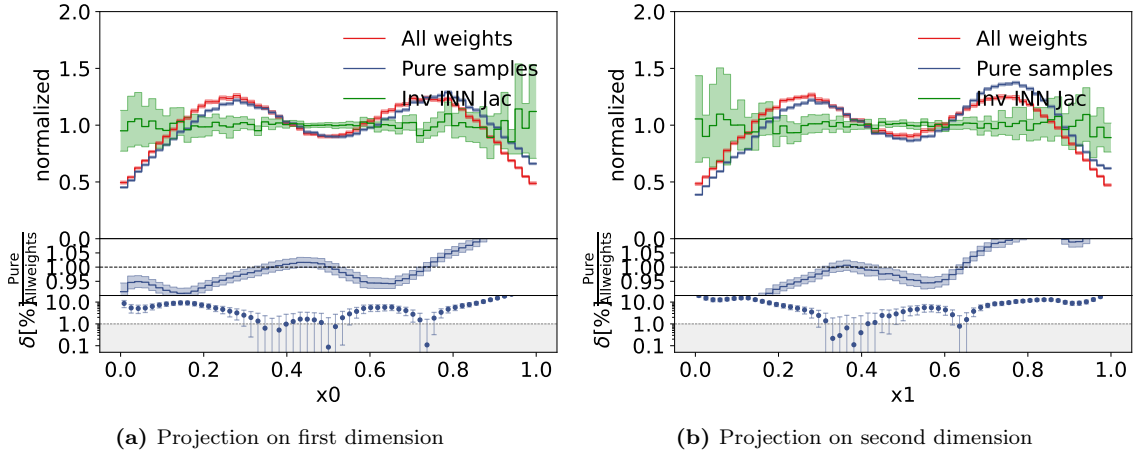 2.0
1.5
1.0
0.5
0.0
normalized
All weights
Pure samples
Inv INN Jac
1.05
1.00
0.95
Pure
Allweights
10.0
1.0
0.1
δ[%]
0.0 0.2 0.4 0.6 0.8 1.0
x0
(a) Projection on first dimension
2.0
1.5
1.0
0.5
0.0
normalized
All weights
Pure samples
Inv INN Jac
1.05
1.00
0.95
Pure
Allweights
10.0
1.0
0.1
δ[%]
0.0 0.2 0.4 0.6 0.8 1.0
x1
(b) Projection on second dimension